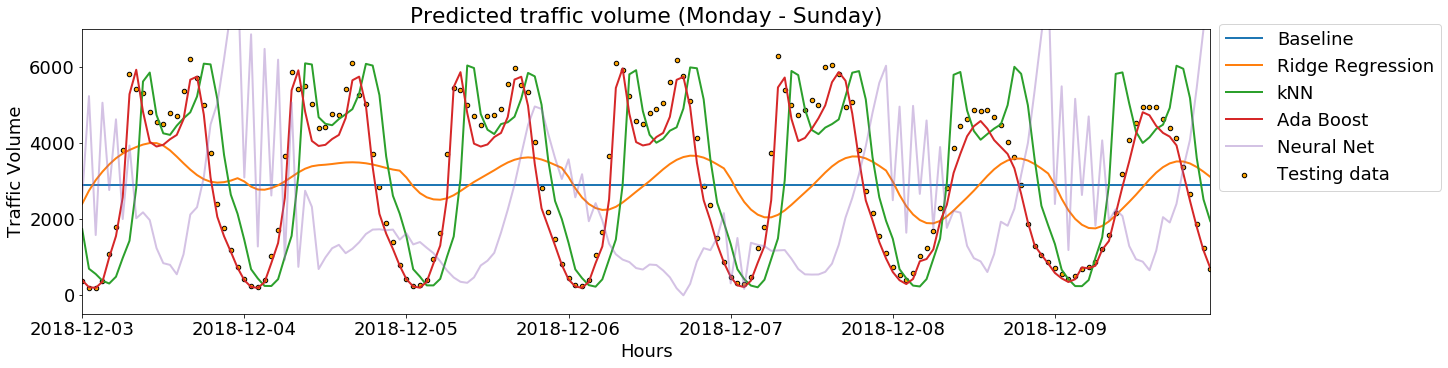 Predicted traffic volume (Monday - Sunday)
Traffic Volume
6000
4000
2000
0
2018-12-03 2018-12-04 2018-12-05 2018-12-06 2018-12-07 2018-12-08 2018-12-09
Hours
Baseline
Ridge Regression
kNN
Ada Boost
Neural Net
Testing data